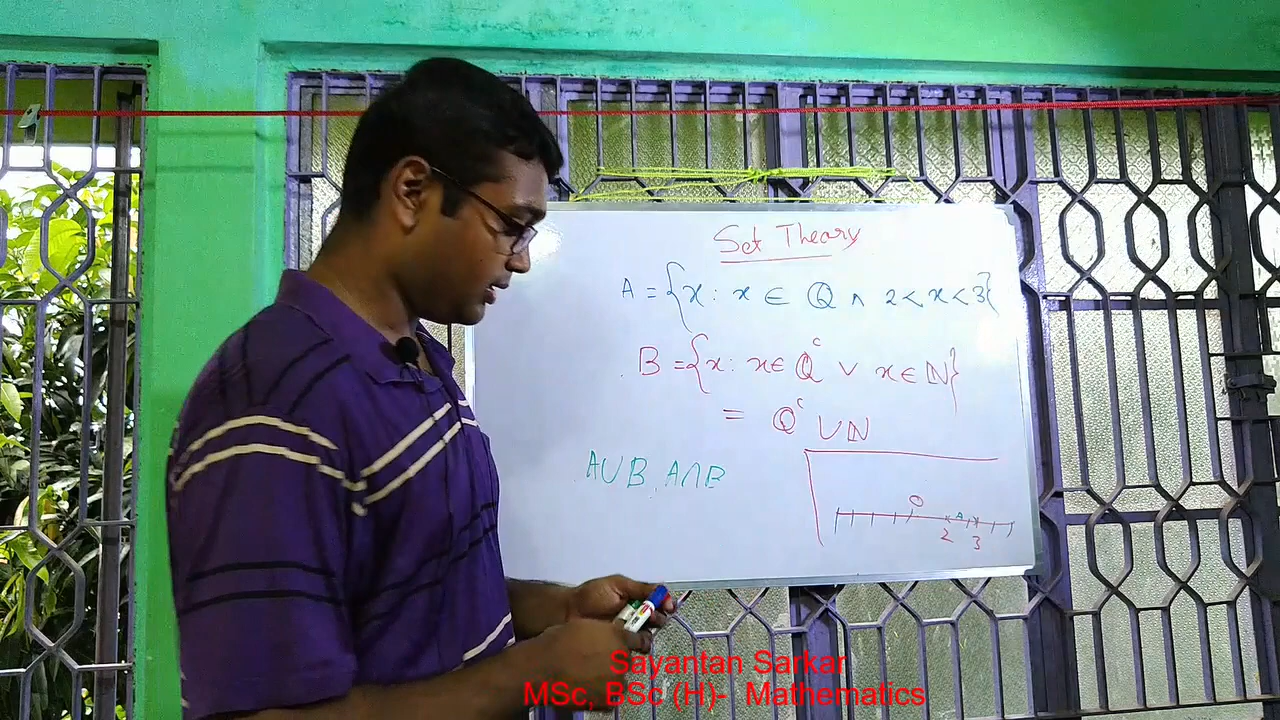 Set Theory
A = {x : x ∈ ℚ ∧ 2 < x < 3}
B = {x : x ∈ ℚᶜ ∨ x ∈ ℕ}
= ℚᶜ ∪ ℕ
A∪B, A∩B
0
A
2 3
Sayantan Sarkar
MSc, BSc (H)- Mathematics